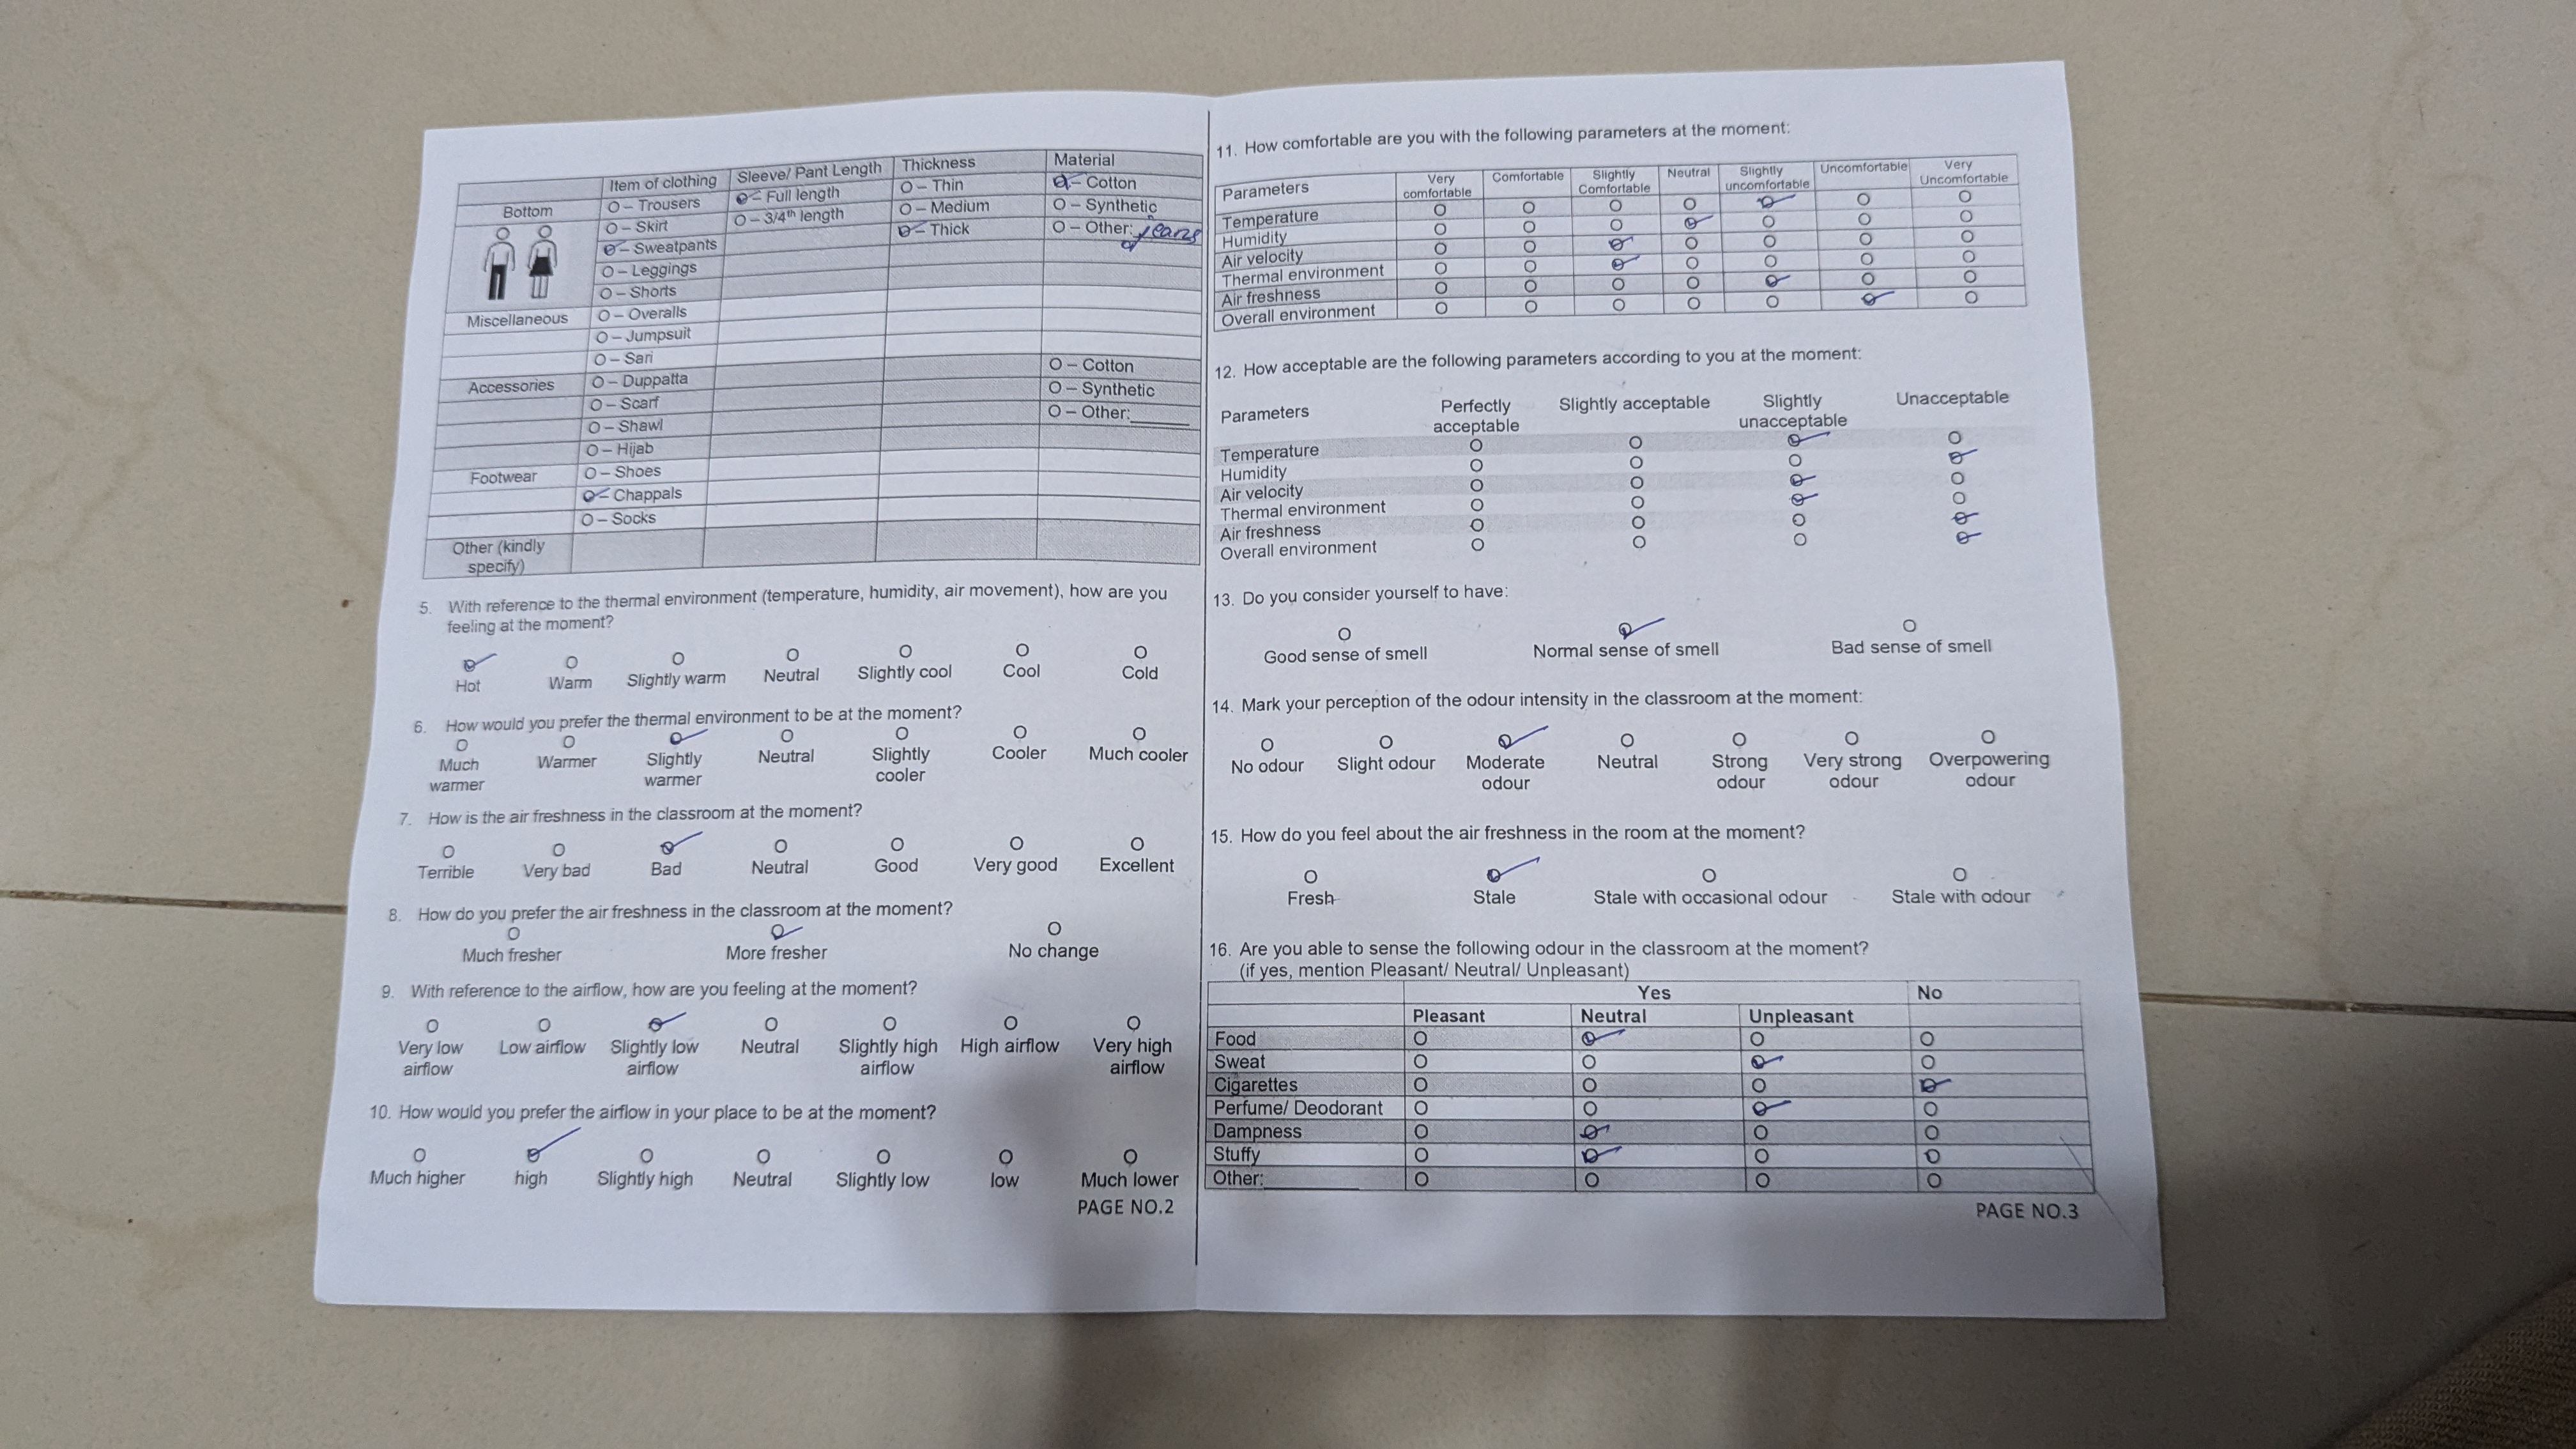 Item of clothing Sleeve/ Pant Length Thickness Material
Bottom O – Trousers O – Full length O – Thin O – Cotton
O – Skirt O – 3/4th length O – Medium O – Synthetic
O – Sweatpants O – Thick O – Other: jeans
O – Leggings
O – Shorts
Miscellaneous O – Overalls
O – Jumpsuit
O – Sari
Accessories O – Duppatta O – Cotton
O – Scarf O – Synthetic
O – Shawl O – Other:______
O – Hijab
Footwear O – Shoes
O – Chappals
O – Socks
Other (kindly
specify)
5. With reference to the thermal environment (temperature, humidity, air movement), how are you
feeling at the moment?
Hot Warm Slightly warm Neutral Slightly cool Cool Cold
6. How would you prefer the thermal environment to be at the moment?
Much Warmer Slightly Neutral Slightly Cooler Much cooler
warmer warmer cooler
7. How is the air freshness in the classroom at the moment?
Terrible Very bad Bad Neutral Good Very good Excellent
8. How do you prefer the air freshness in the classroom at the moment?
Much fresher More fresher No change
9. With reference to the airflow, how are you feeling at the moment?
Very low Low airflow Slightly low Neutral Slightly high High airflow Very high
airflow airflow airflow airflow
10. How would you prefer the airflow in your place to be at the moment?
Much higher high Slightly high Neutral Slightly low low Much lower
PAGE NO.2
11. How comfortable are you with the following parameters at the moment:
Parameters Very Comfortable Slightly Neutral Slightly Uncomfortable Very
comfortable Comfortable uncomfortable Uncomfortable
Temperature
Humidity
Air velocity
Thermal environment
Air freshness
Overall environment
12. How acceptable are the following parameters according to you at the moment:
Parameters Perfectly Slightly acceptable Slightly Unacceptable
acceptable unacceptable
Temperature
Humidity
Air velocity
Thermal environment
Air freshness
Overall environment
13. Do you consider yourself to have:
Good sense of smell Normal sense of smell Bad sense of smell
14. Mark your perception of the odour intensity in the classroom at the moment:
No odour Slight odour Moderate Neutral Strong Very strong Overpowering
odour odour odour odour
15. How do you feel about the air freshness in the room at the moment?
Fresh Stale Stale with occasional odour Stale with odour
16. Are you able to sense the following odour in the classroom at the moment?
(if yes, mention Pleasant/ Neutral/ Unpleasant)
Yes No
Pleasant Neutral Unpleasant
Food
Sweat
Cigarettes
Perfume/ Deodorant
Dampness
Stuffy
Other:_________
PAGE NO.3